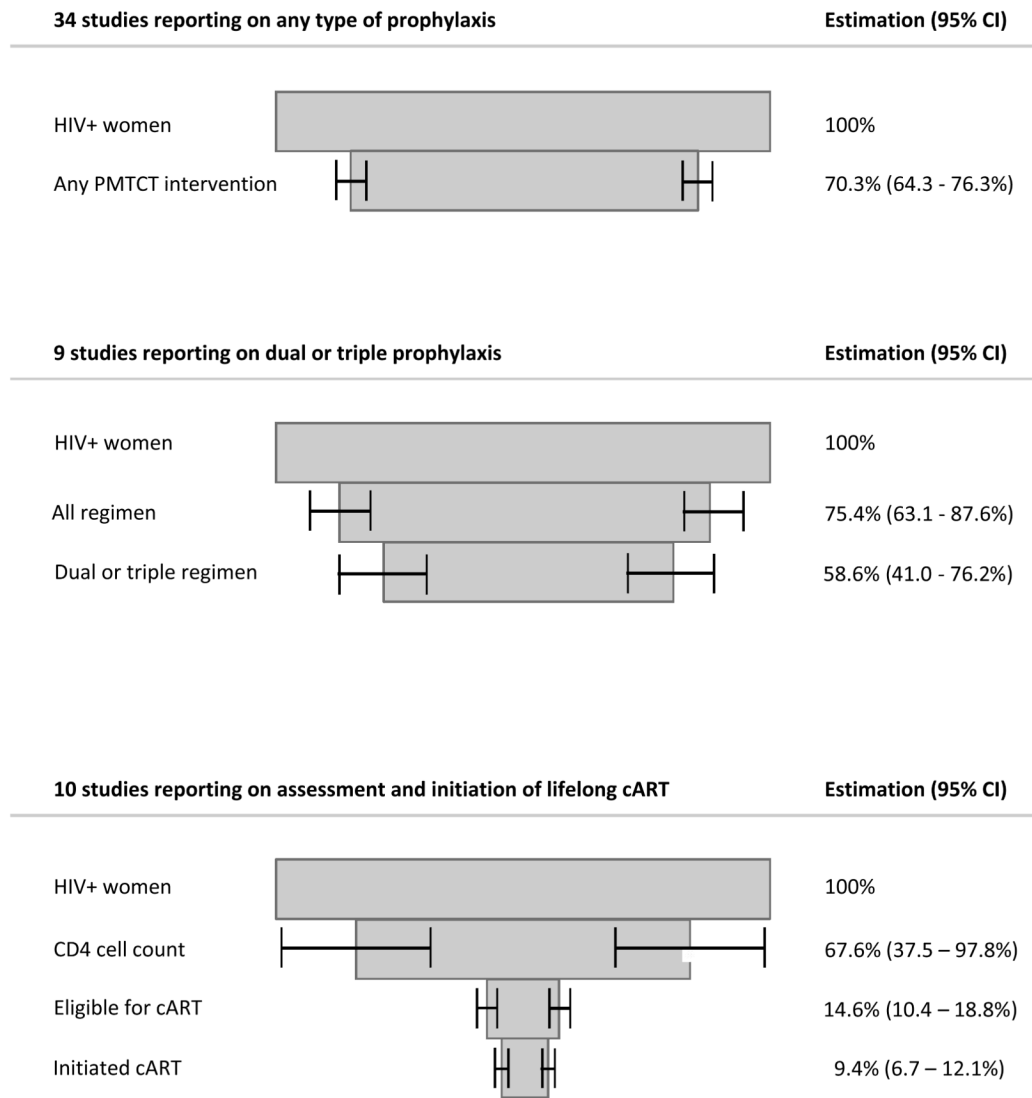 34 studies reporting on any type of prophylaxis Estimation (95% CI)
HIV+ women 100%
Any PMTCT intervention 70.3% (64.3 - 76.3%)
9 studies reporting on dual or triple prophylaxis Estimation (95% CI)
HIV+ women 100%
All regimen 75.4% (63.1 - 87.6%)
Dual or triple regimen 58.6% (41.0 - 76.2%)
10 studies reporting on assessment and initiation of lifelong cART Estimation (95% CI)
HIV+ women 100%
CD4 cell count 67.6% (37.5 – 97.8%)
Eligible for cART 14.6% (10.4 – 18.8%)
Initiated cART 9.4% (6.7 – 12.1%)